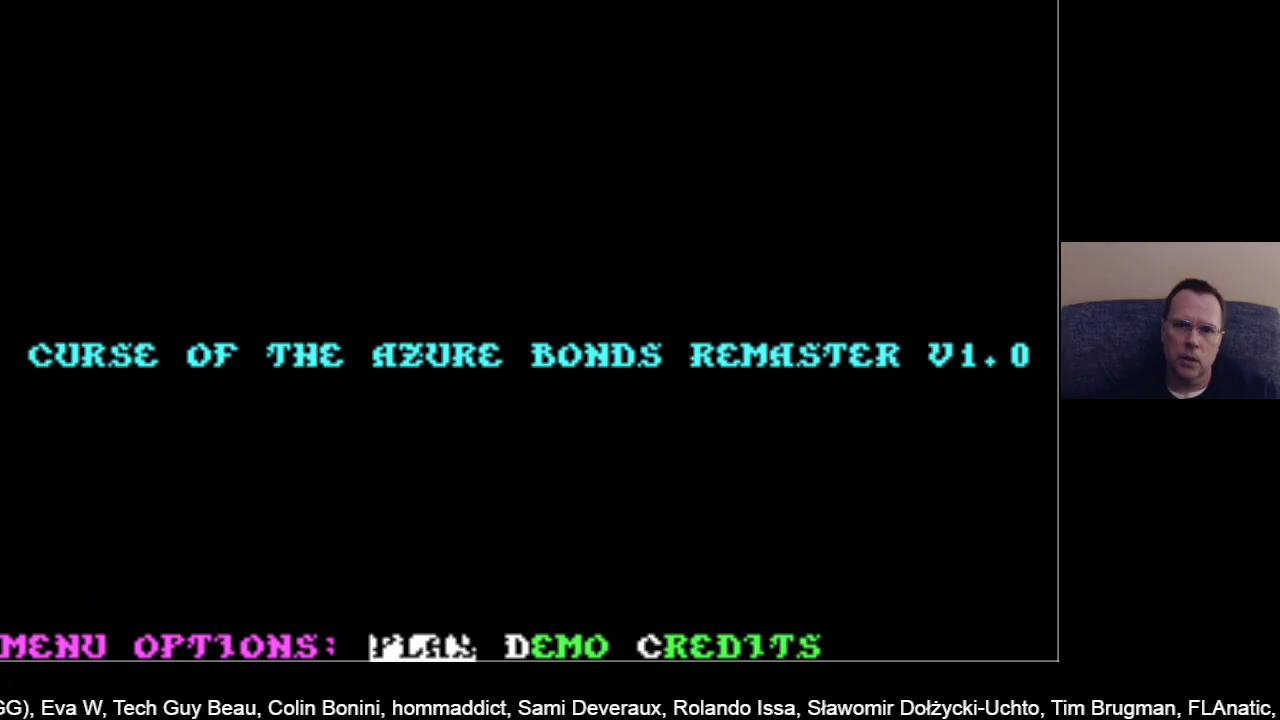 CURSE OF THE AZURE BONDS REMASTER V1.0
MENU OPTIONS: PLAY DEMO CREDITS
GG), Eva W, Tech Guy Beau, Colin Bonini, hommaddict, Sami Deveraux, Rolando Issa, Sławomir Dołżycki-Uchto, Tim Brugman, FLAnatic,